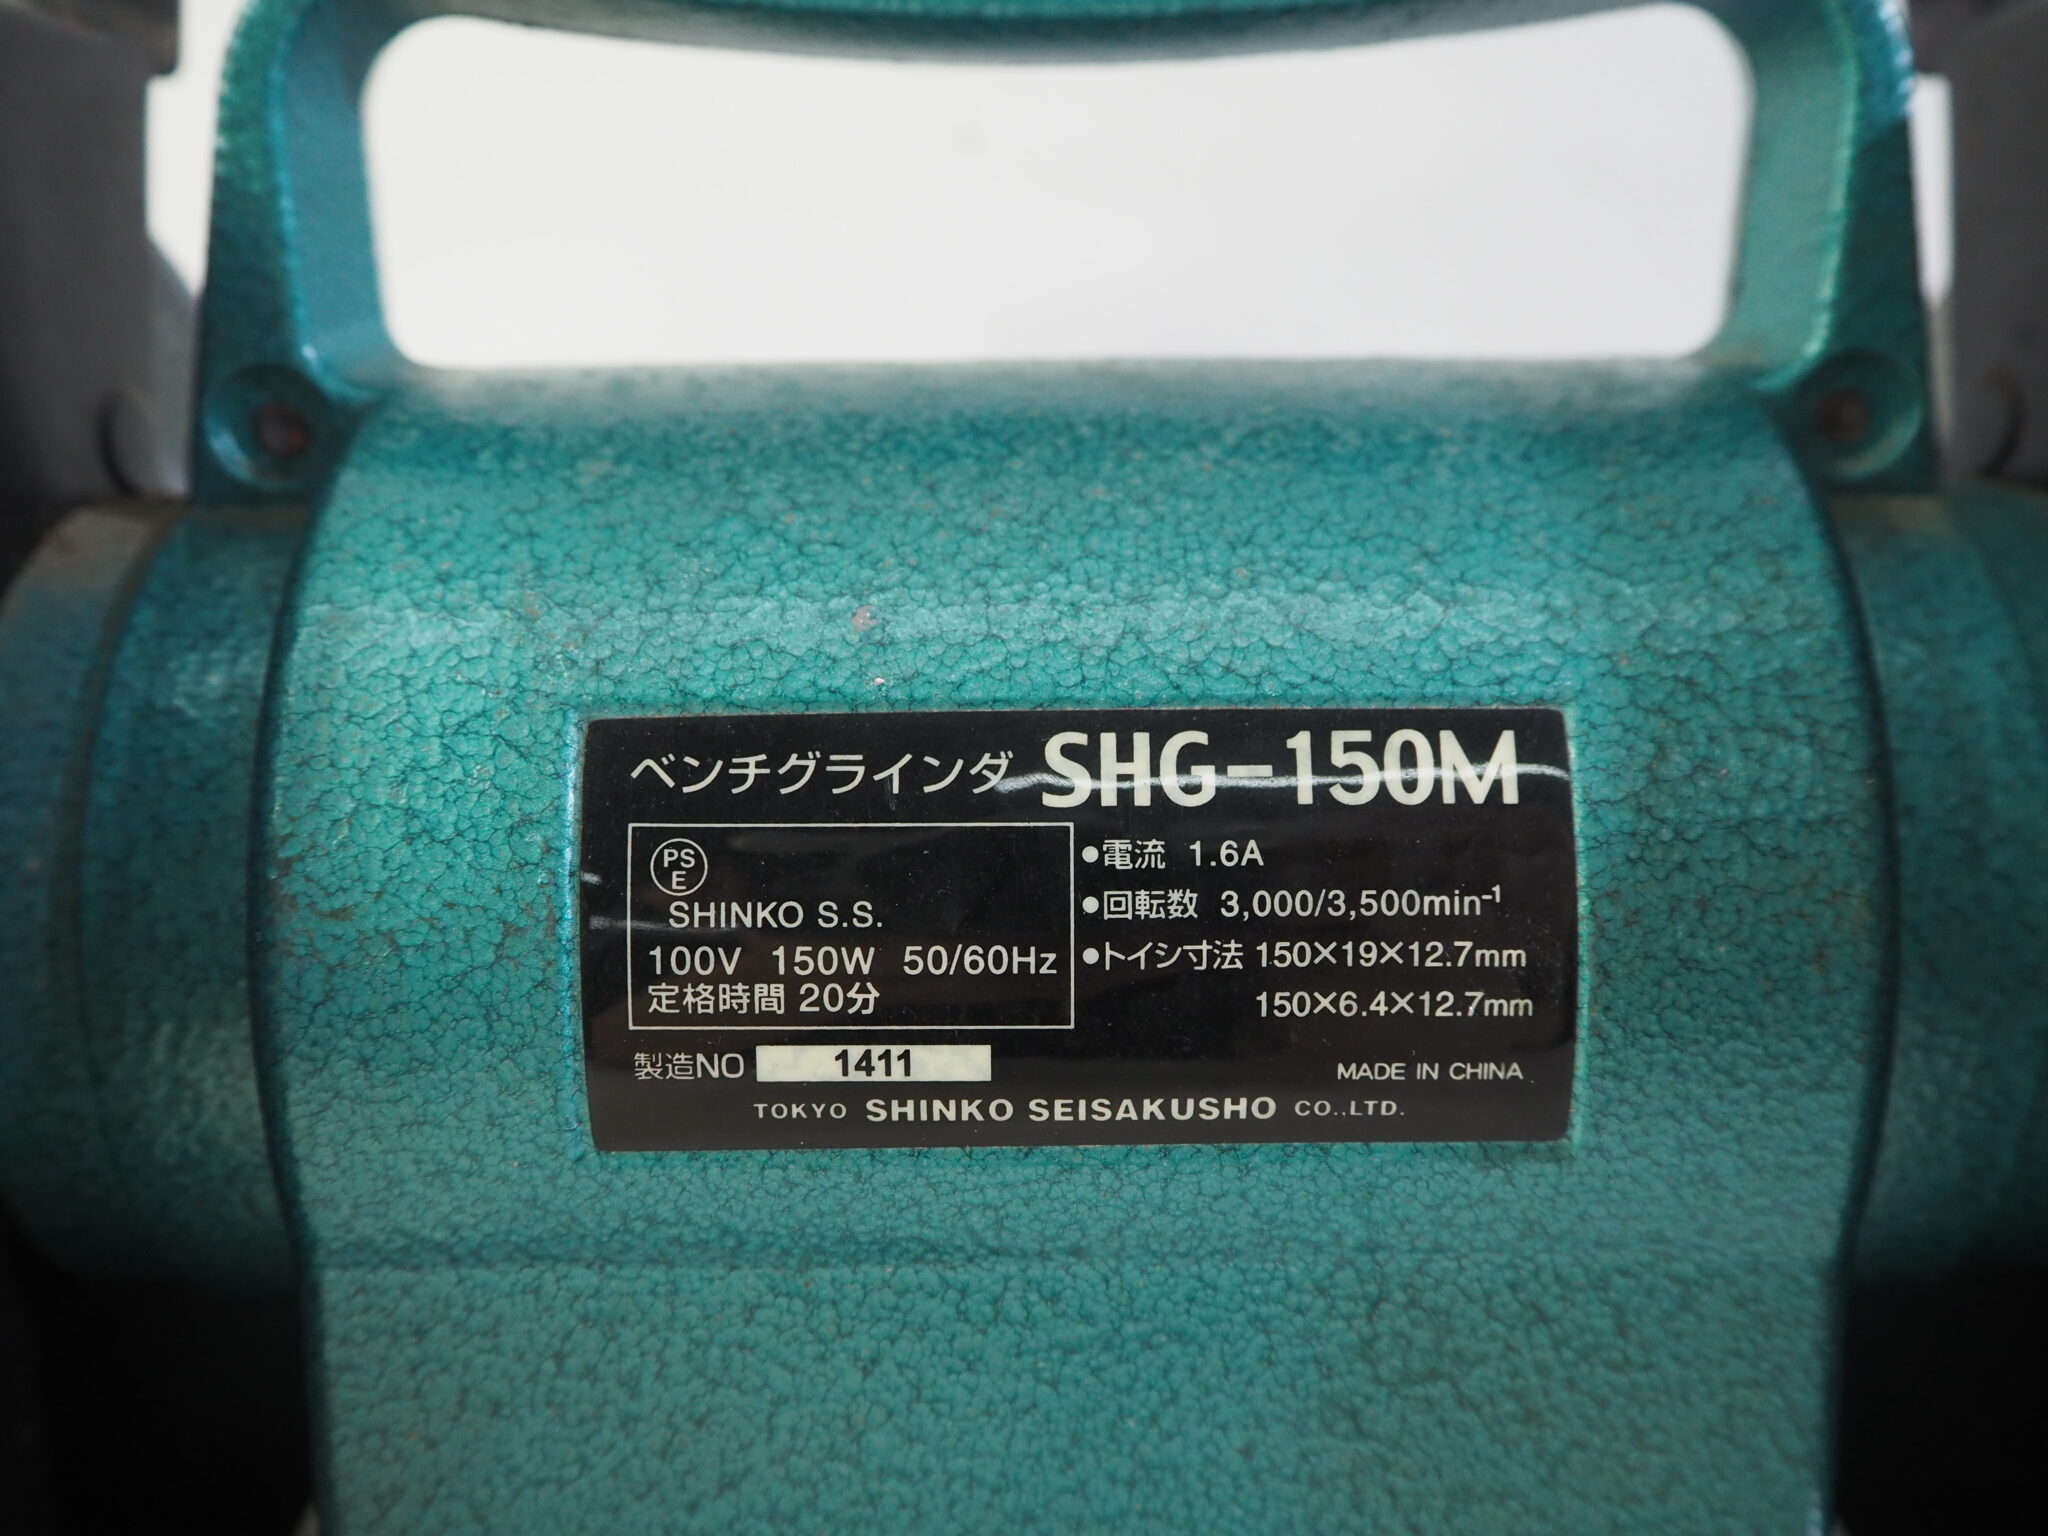 ベンチグラインダ SHG-150M
PS
E
SHINKO S.S.
100V 150W 50/60Hz
定格時間 20分
●電流 1.6A
●回転数 3,000/3,500min⁻¹
●トイシ寸法 150×19×12.7mm
150×6.4×12.7mm
製造NO 1411
MADE IN CHINA
TOKYO SHINKO SEISAKUSHO CO.,LTD.